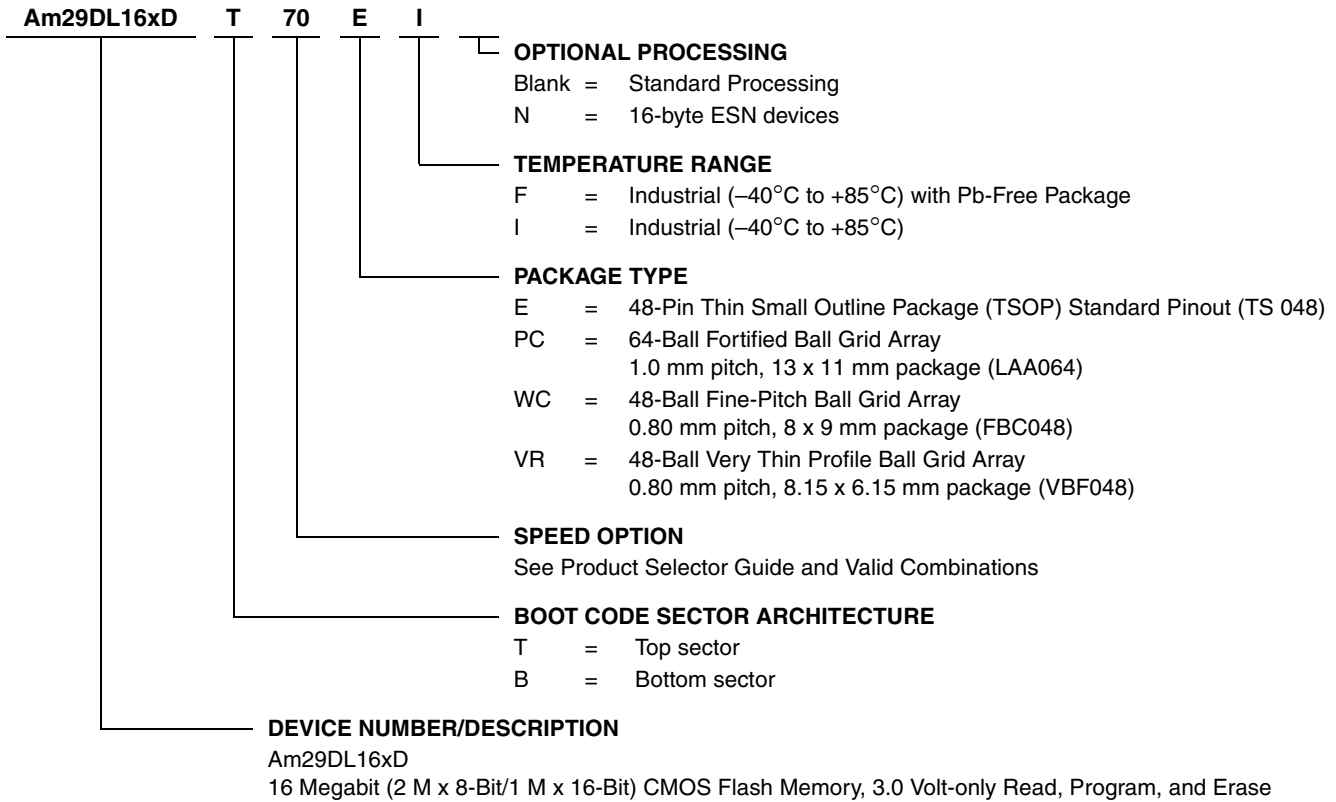 Am29DL16xD T 70 E I
OPTIONAL PROCESSING
Blank = Standard Processing
N = 16-byte ESN devices
TEMPERATURE RANGE
F = Industrial (–40°C to +85°C) with Pb-Free Package
I = Industrial (–40°C to +85°C)
PACKAGE TYPE
E = 48-Pin Thin Small Outline Package (TSOP) Standard Pinout (TS 048)
PC = 64-Ball Fortified Ball Grid Array
1.0 mm pitch, 13 x 11 mm package (LAA064)
WC = 48-Ball Fine-Pitch Ball Grid Array
0.80 mm pitch, 8 x 9 mm package (FBC048)
VR = 48-Ball Very Thin Profile Ball Grid Array
0.80 mm pitch, 8.15 x 6.15 mm package (VBF048)
SPEED OPTION
See Product Selector Guide and Valid Combinations
BOOT CODE SECTOR ARCHITECTURE
T = Top sector
B = Bottom sector
DEVICE NUMBER/DESCRIPTION
Am29DL16xD
16 Megabit (2 M x 8-Bit/1 M x 16-Bit) CMOS Flash Memory, 3.0 Volt-only Read, Program, and Erase